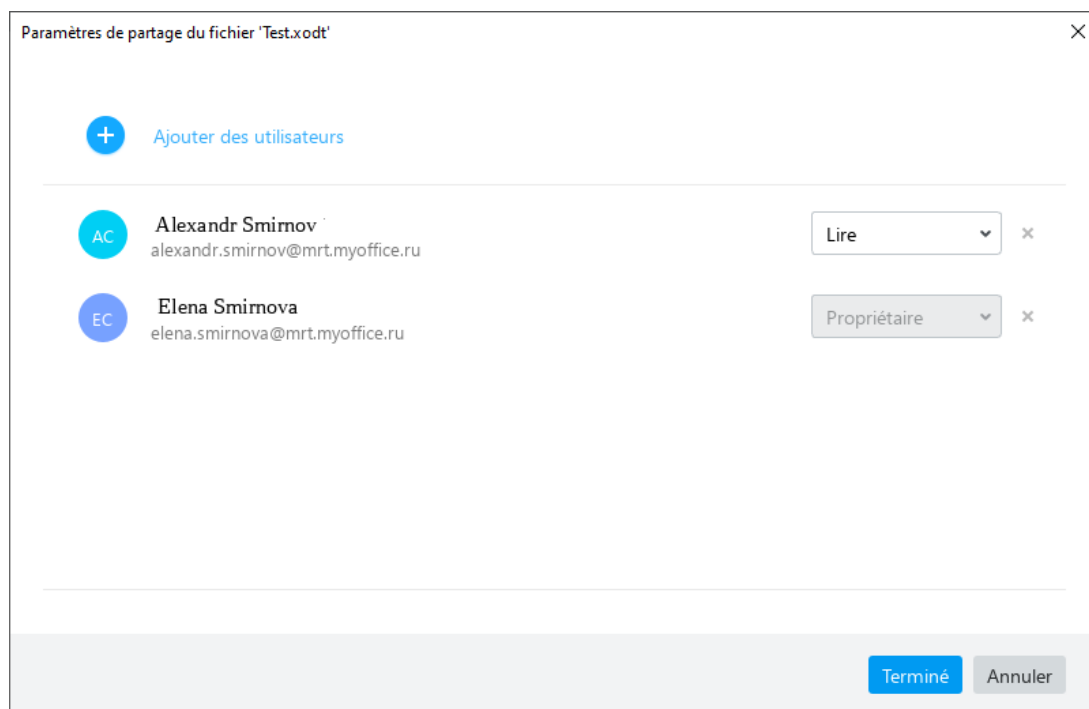 Paramètres de partage du fichier 'Test.xodt'
Ajouter des utilisateurs
AC
Alexandr Smirnov
alexandr.smirnov@mrt.myoffice.ru
Lire
EC
Elena Smirnova
elena.smirnova@mrt.myoffice.ru
Propriétaire
Terminé
Annuler